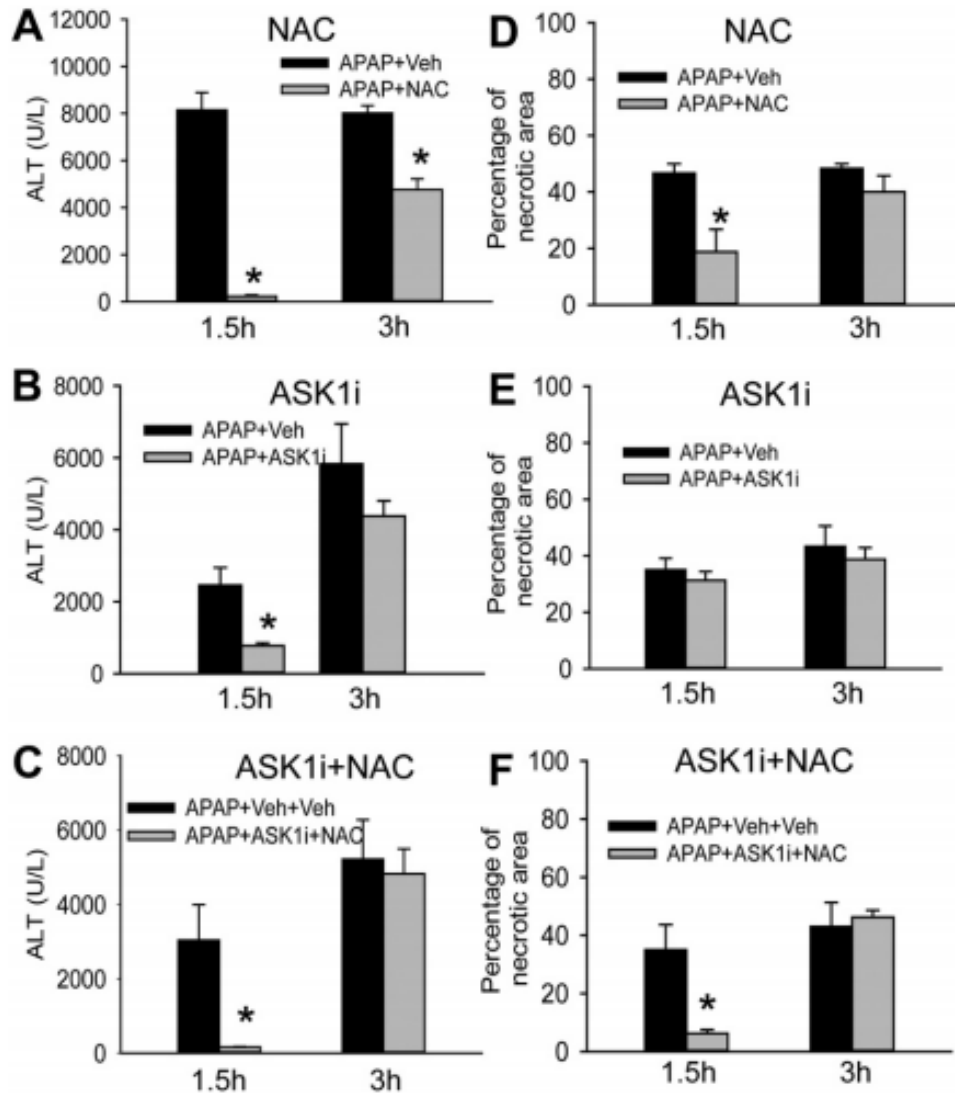 A
NAC
ALT (U/L)
12000
10000
8000
6000
4000
2000
0
APAP+Veh
APAP+NAC
*
*
1.5h
3h
D
NAC
Percentage of
necrotic area
100
80
60
40
20
0
APAP+Veh
APAP+NAC
*
1.5h
3h
B
ASK1i
ALT (U/L)
8000
6000
4000
2000
0
APAP+Veh
APAP+ASK1i
*
1.5h
3h
E
ASK1i
Percentage of
necrotic area
100
80
60
40
20
0
APAP+Veh
APAP+ASK1i
1.5h
3h
C
ASK1i+NAC
ALT (U/L)
8000
6000
4000
2000
0
APAP+Veh+Veh
APAP+ASK1i+NAC
*
1.5h
3h
F
ASK1i+NAC
Percentage of
necrotic area
100
80
60
40
20
0
APAP+Veh+Veh
APAP+ASK1i+NAC
*
1.5h
3h